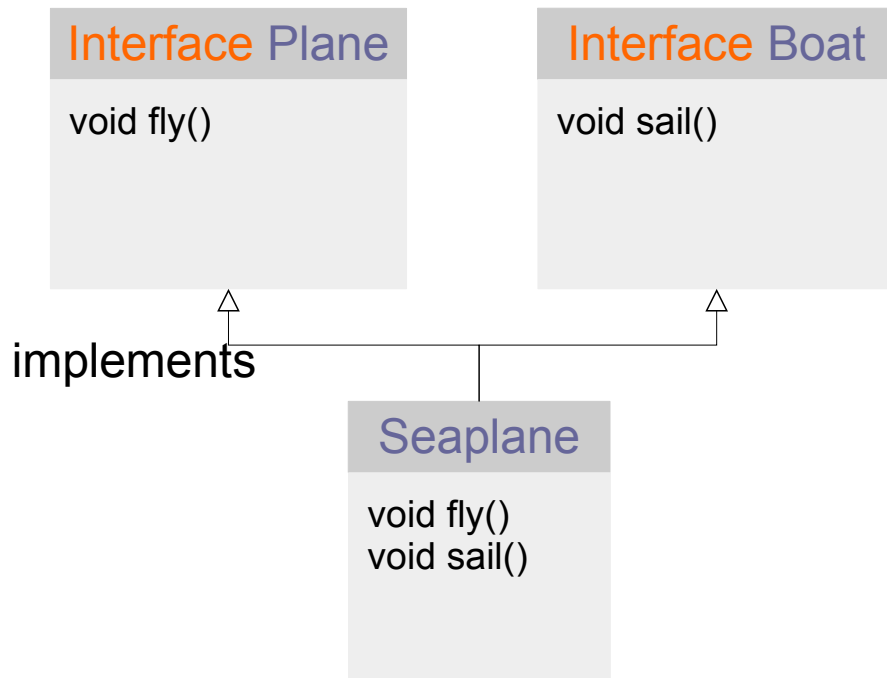 Interface Plane
void fly()
Interface Boat
void sail()
implements
Seaplane
void fly()
void sail()